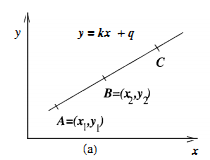 y
y = kx + q
C
B=(x₂,y₂)
A=(x₁,y₁)
(a)
x